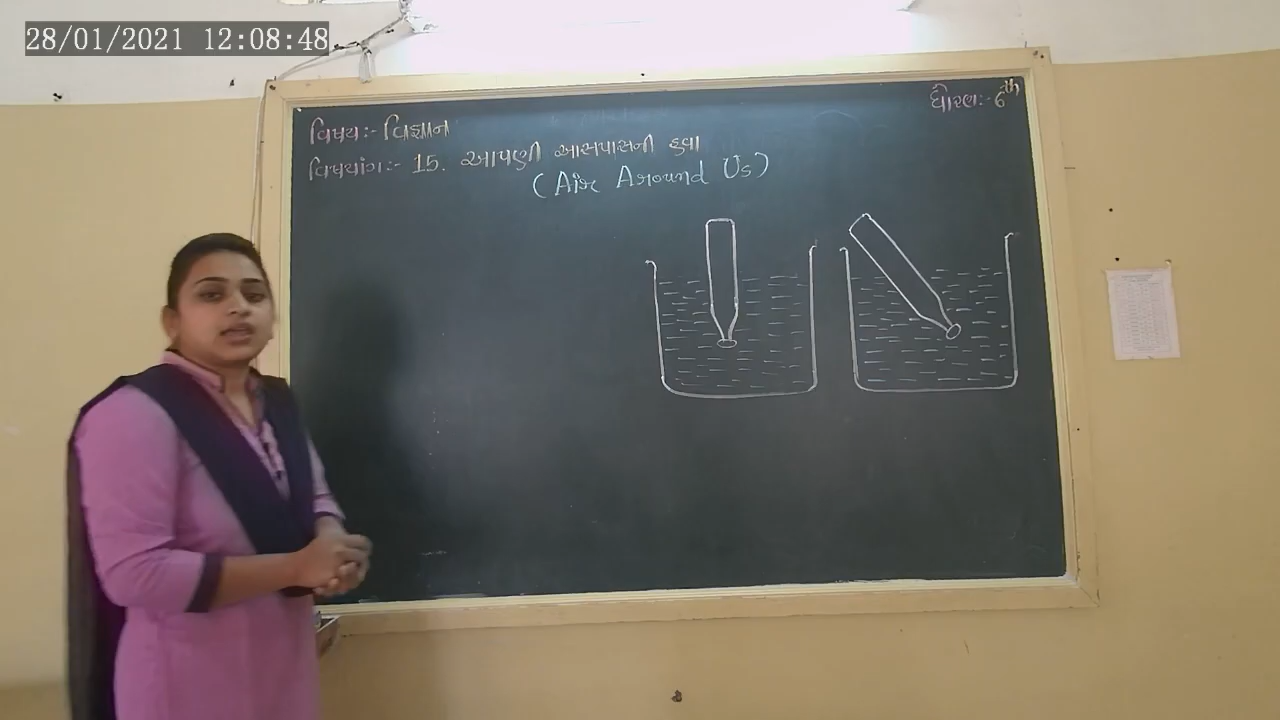 28/01/2021 12:08:48
ધોરણ:- 6th
વિષય:- વિજ્ઞાન
વિષયાંગ:- 15. આપણી આસપાસની હવા
(Air Around Us)